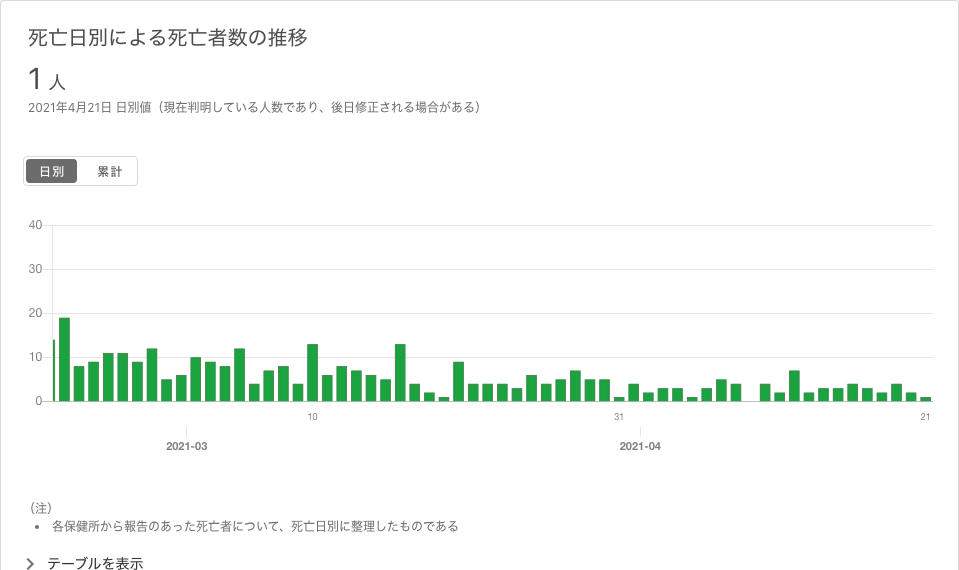 死亡日別による死亡者数の推移
1 人
2021年4月21日 日別値（現在判明している人数であり、後日修正される場合がある）
日別 累計
40
30
20
10
0
10 31 21
2021-03 2021-04
（注）
• 各保健所から報告のあった死亡者について、死亡日別に整理したものである
テーブルを表示